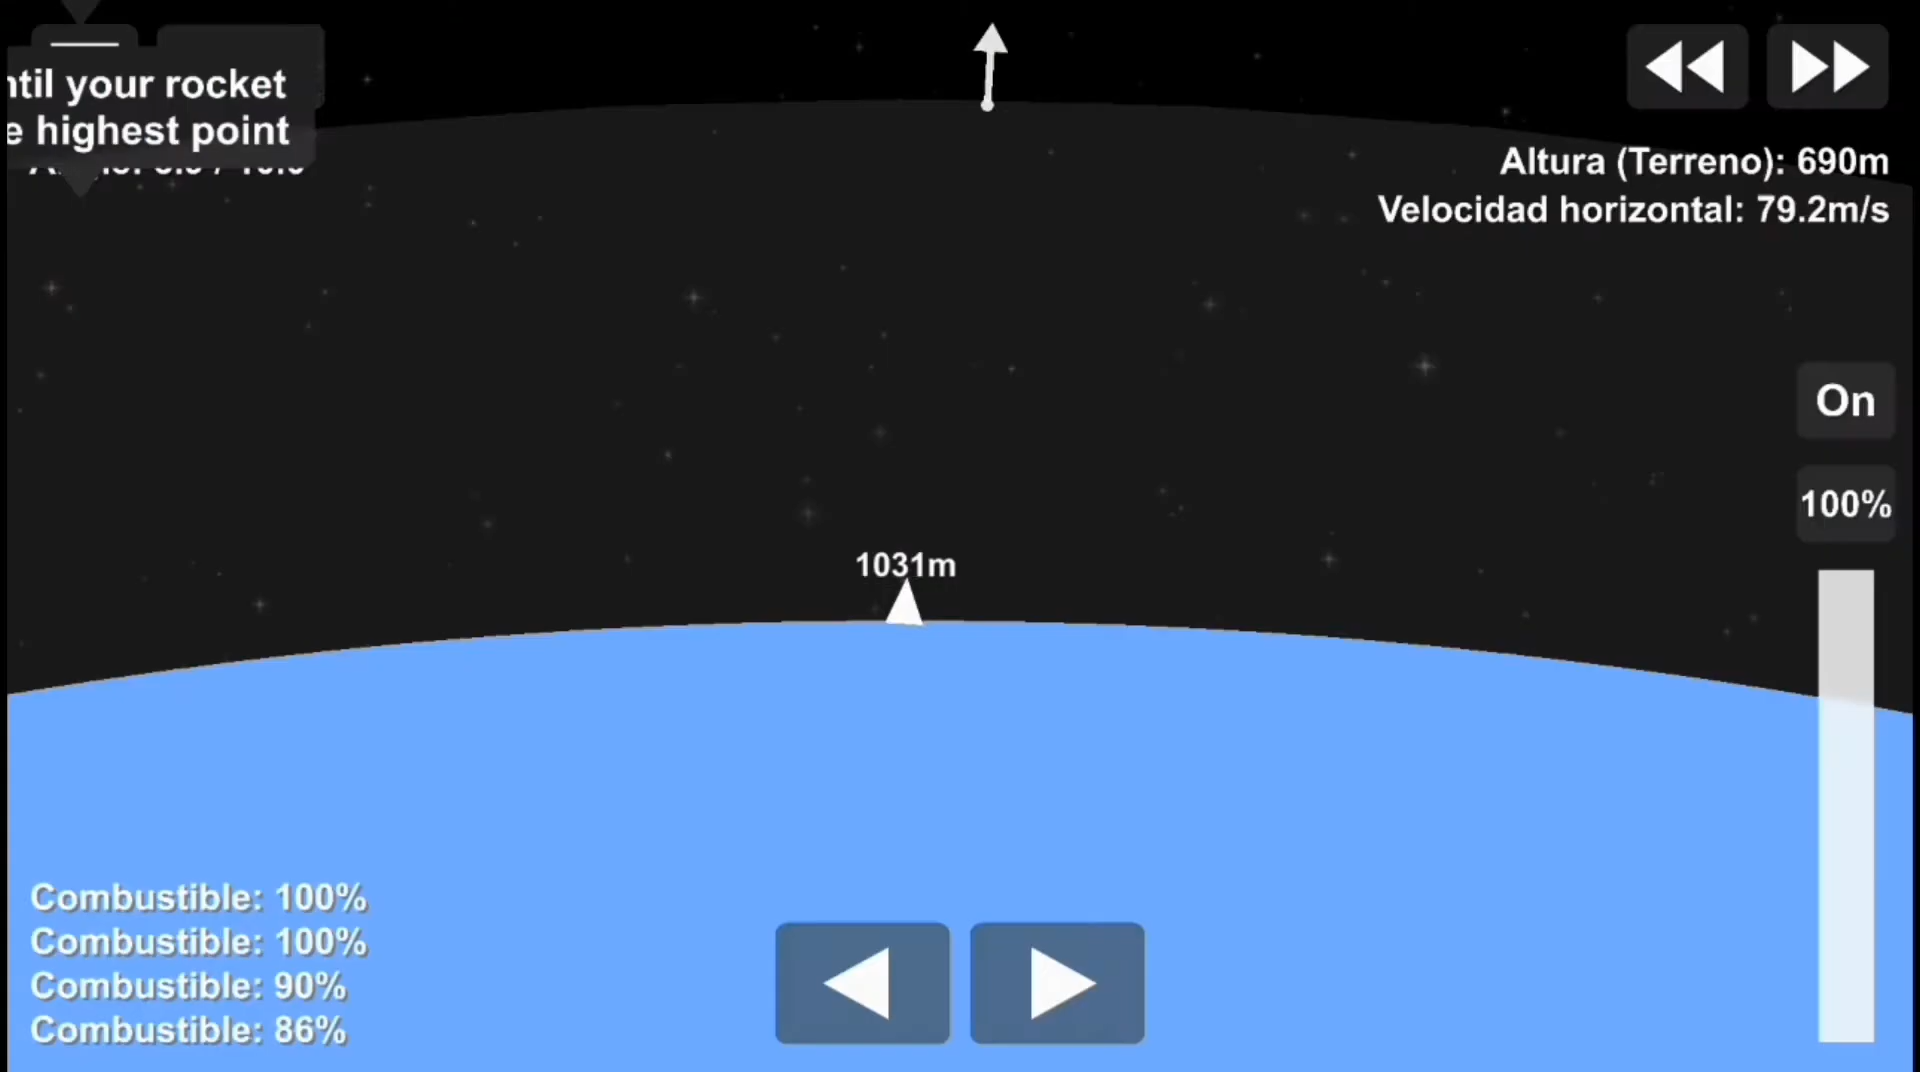 ntil your rocket
e highest point
Altura (Terreno): 690m
Velocidad horizontal: 79.2m/s
On
100%
1031m
Combustible: 100%
Combustible: 100%
Combustible: 90%
Combustible: 86%